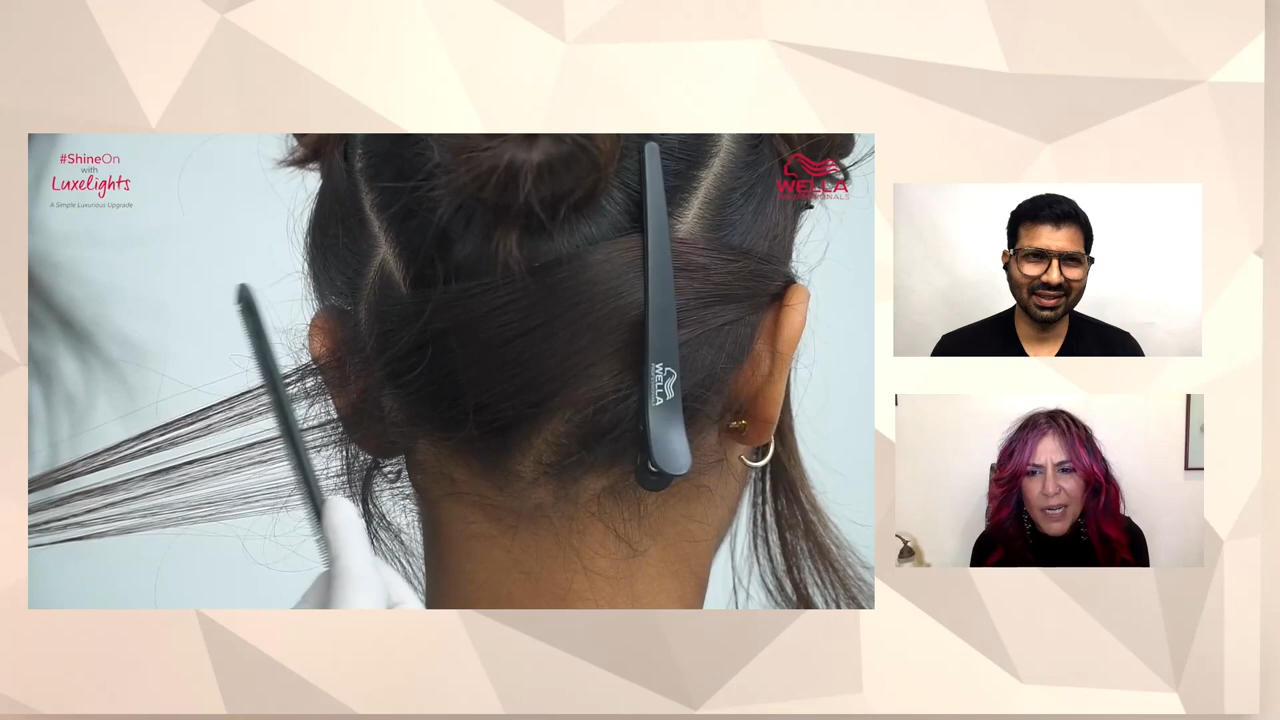 #ShineOn
with
Luxelights
A Simple Luxurious Upgrade
WELLA
PROFESSIONALS
WELLA